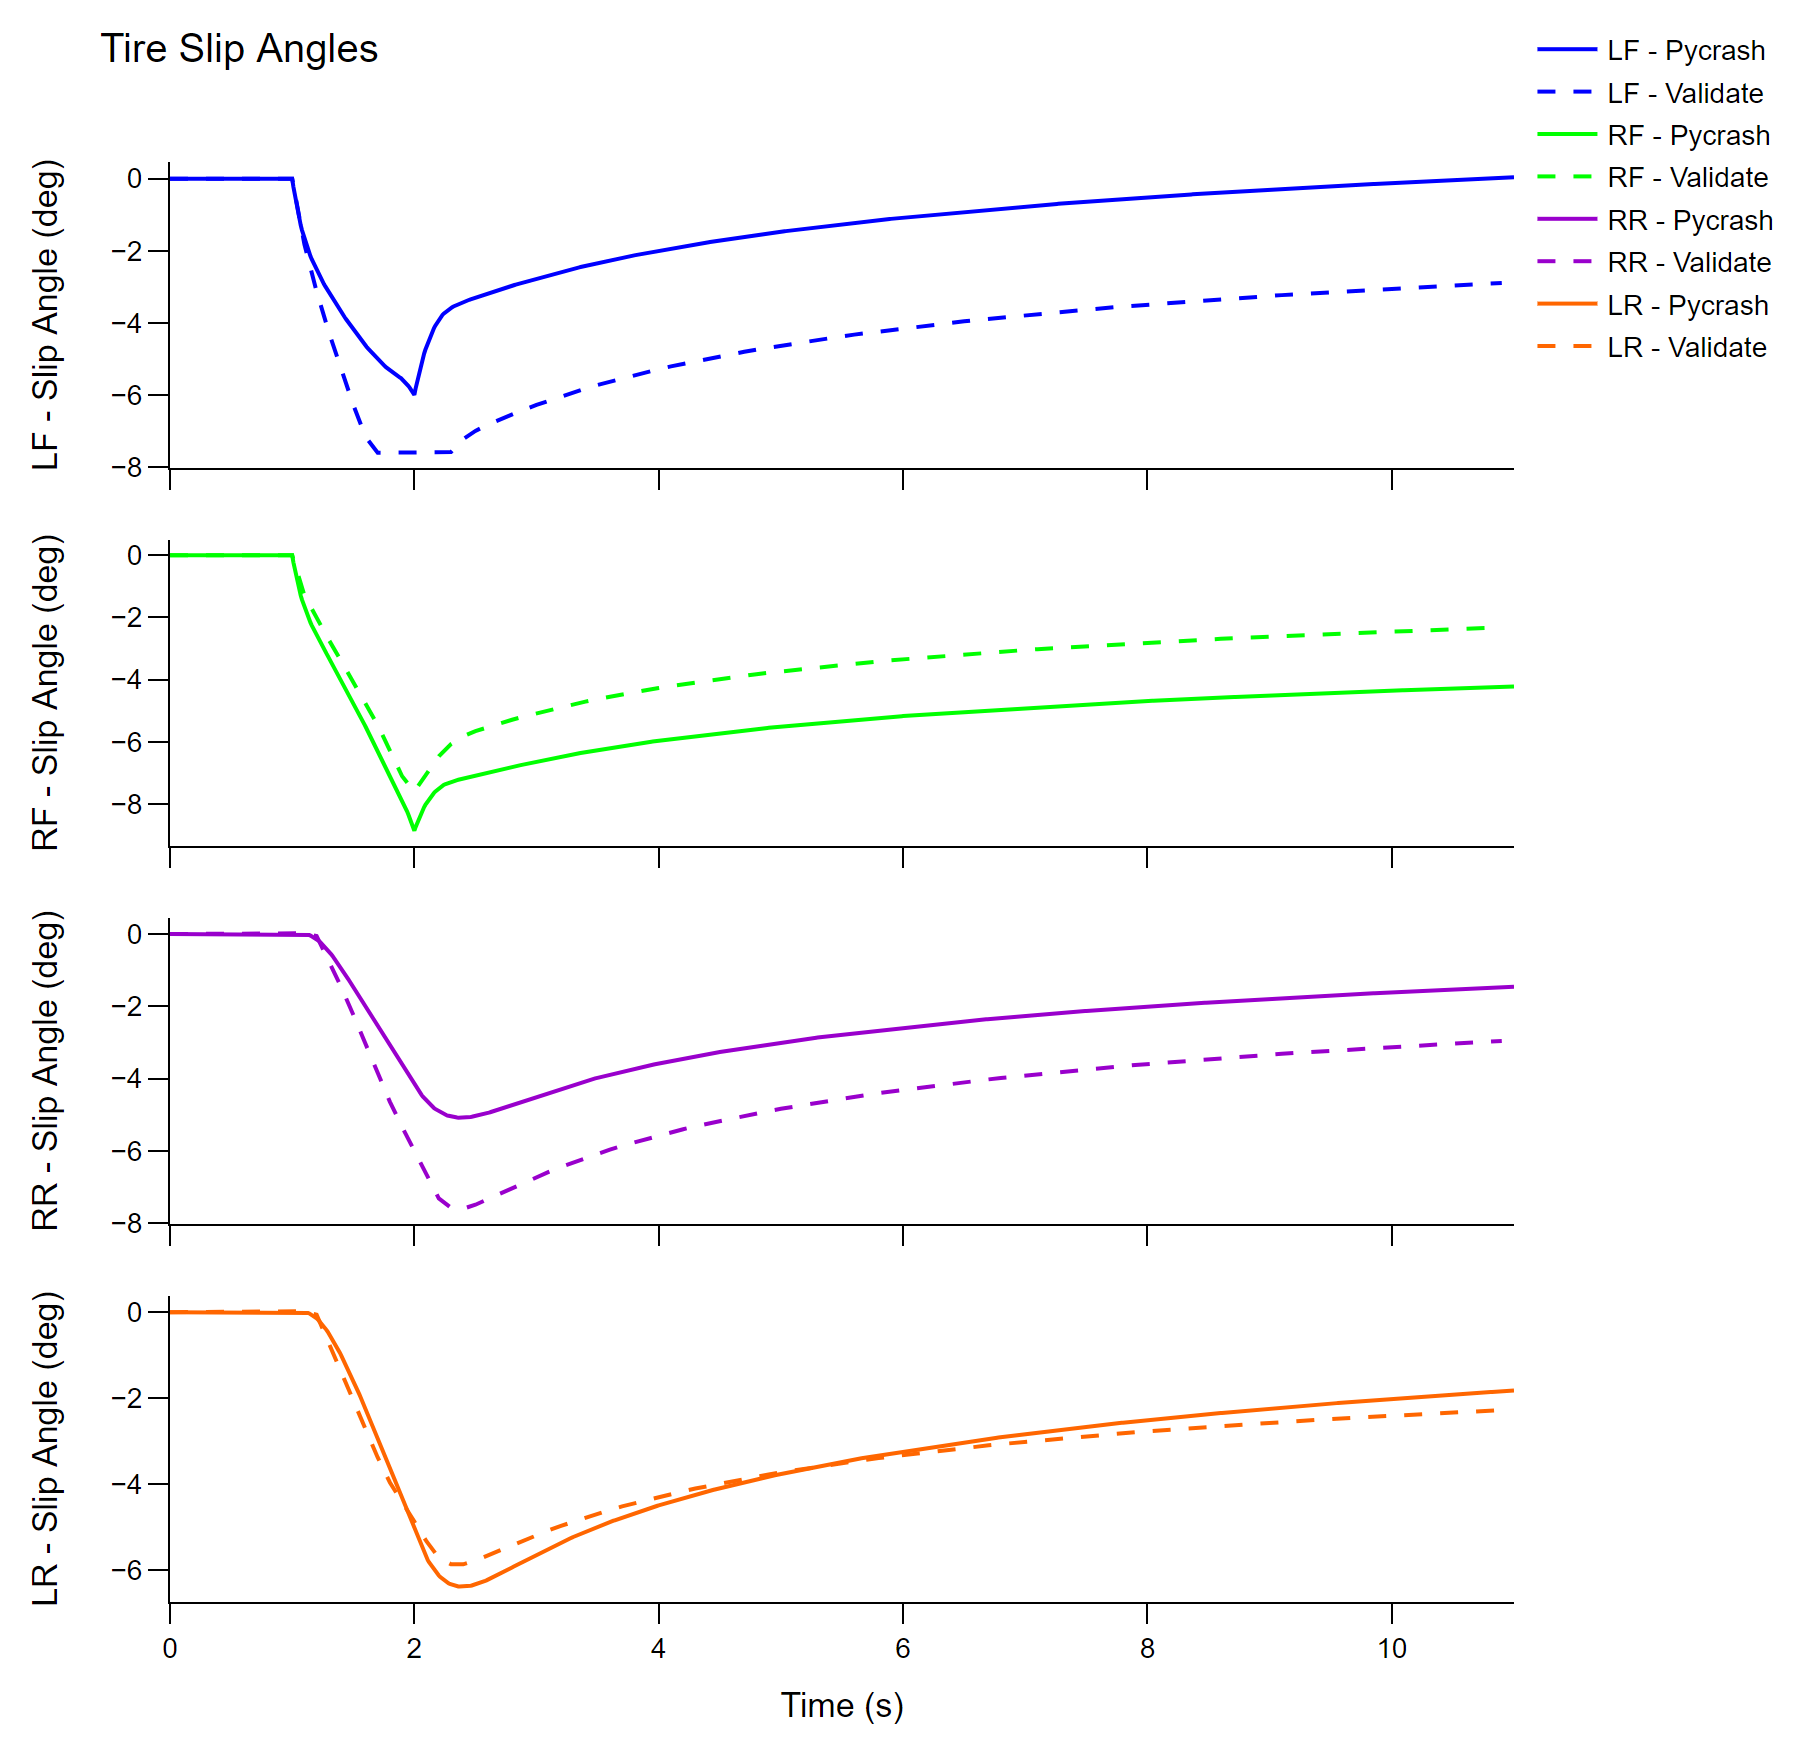 Tire Slip Angles
LF - Pycrash
LF - Validate
RF - Pycrash
RF - Validate
RR - Pycrash
RR - Validate
LR - Pycrash
LR - Validate
LF - Slip Angle (deg)
0
−2
−4
−6
−8
RF - Slip Angle (deg)
0
−2
−4
−6
−8
RR - Slip Angle (deg)
0
−2
−4
−6
−8
LR - Slip Angle (deg)
0
−2
−4
−6
0 2 4 6 8 10
Time (s)